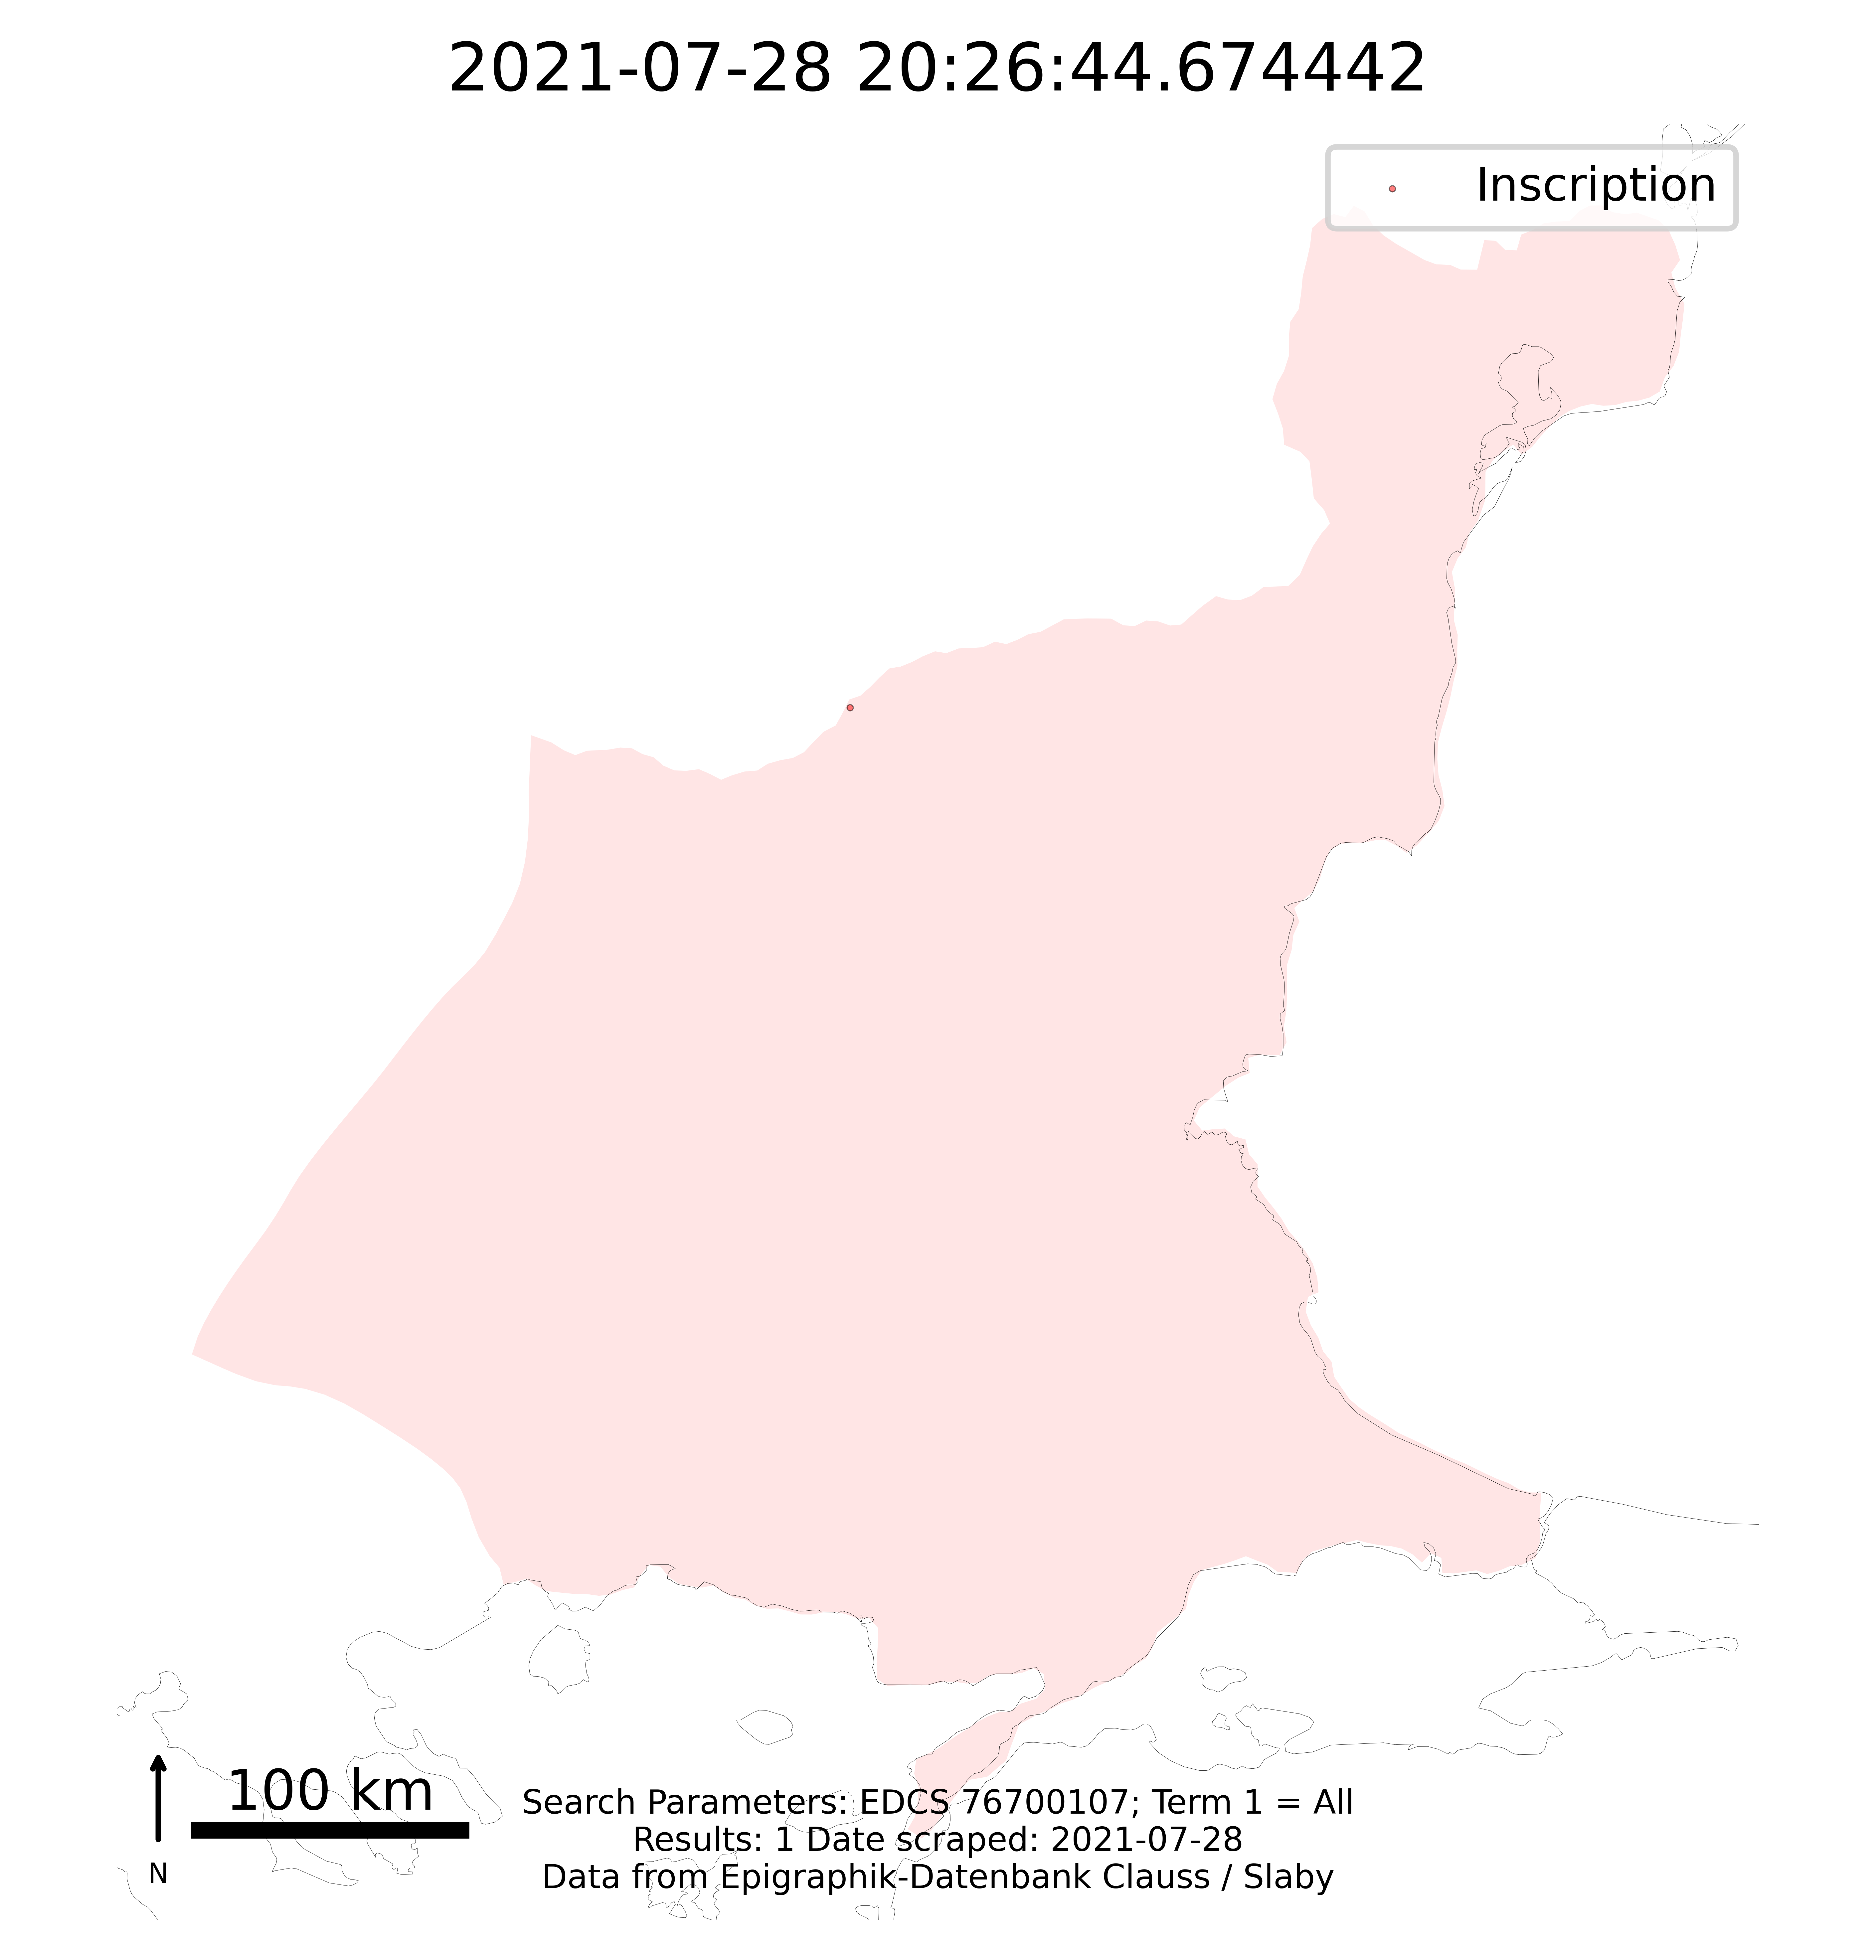 2021-07-28 20:26:44.674442
Inscription
100 km
N
Search Parameters: EDCS 76700107; Term 1 = All
Results: 1 Date scraped: 2021-07-28
Data from Epigraphik-Datenbank Clauss / Slaby